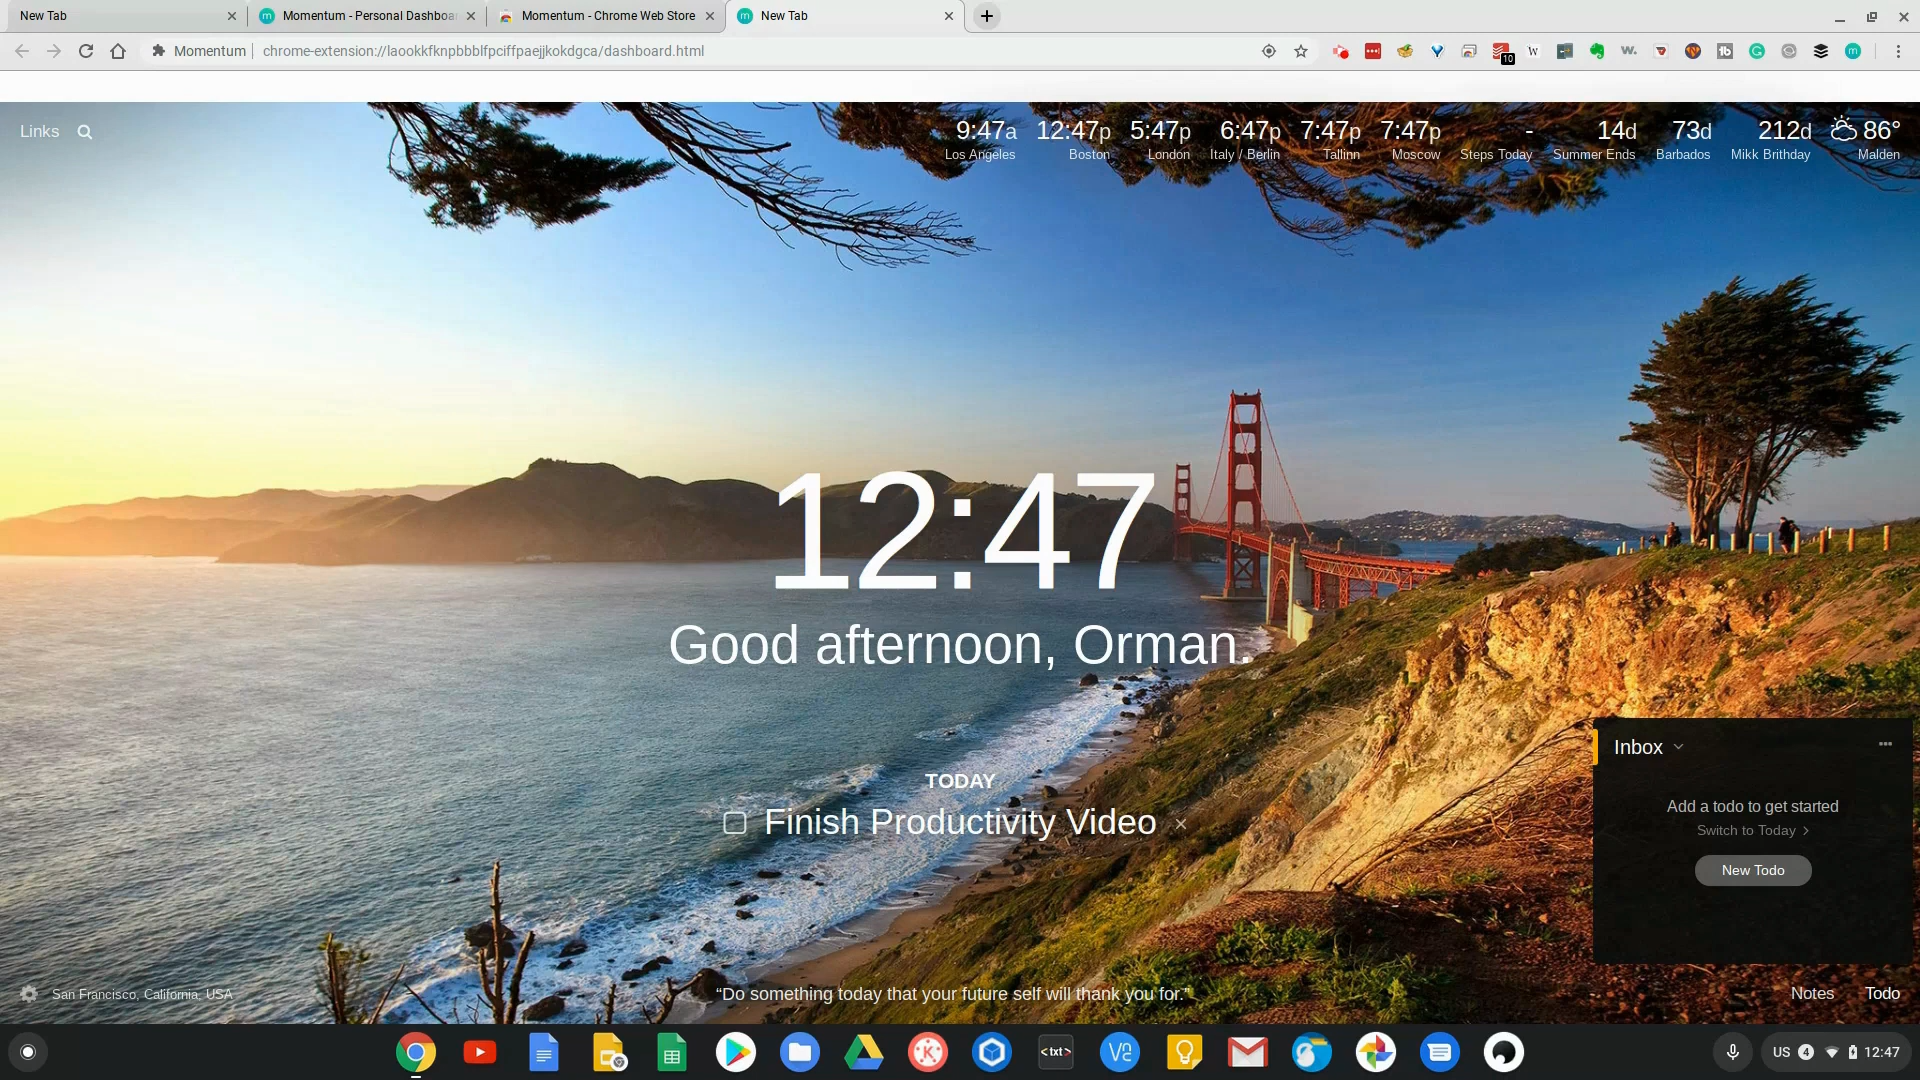 New Tab
Momentum - Personal Dashboa
Momentum - Chrome Web Store
New Tab
Momentum
chrome-extension://laookkfknpbbblfpciffpaejjkokdgca/dashboard.html
10
W
w.
tb
G
m
Links
9:47a
Los Angeles
12:47p
Boston
5:47p
London
6:47p
Italy / Berlin
7:47p
Tallinn
7:47p
Moscow
-
Steps Today
14d
Summer Ends
73d
Barbados
212d
Mikk Brithday
86°
Malden
12:47
Good afternoon, Orman.
TODAY
Finish Productivity Video
Inbox
Add a todo to get started
Switch to Today
New Todo
San Francisco, California, USA
“Do something today that your future self will thank you for.”
Notes
Todo
K
<txt>
US
4
12:47